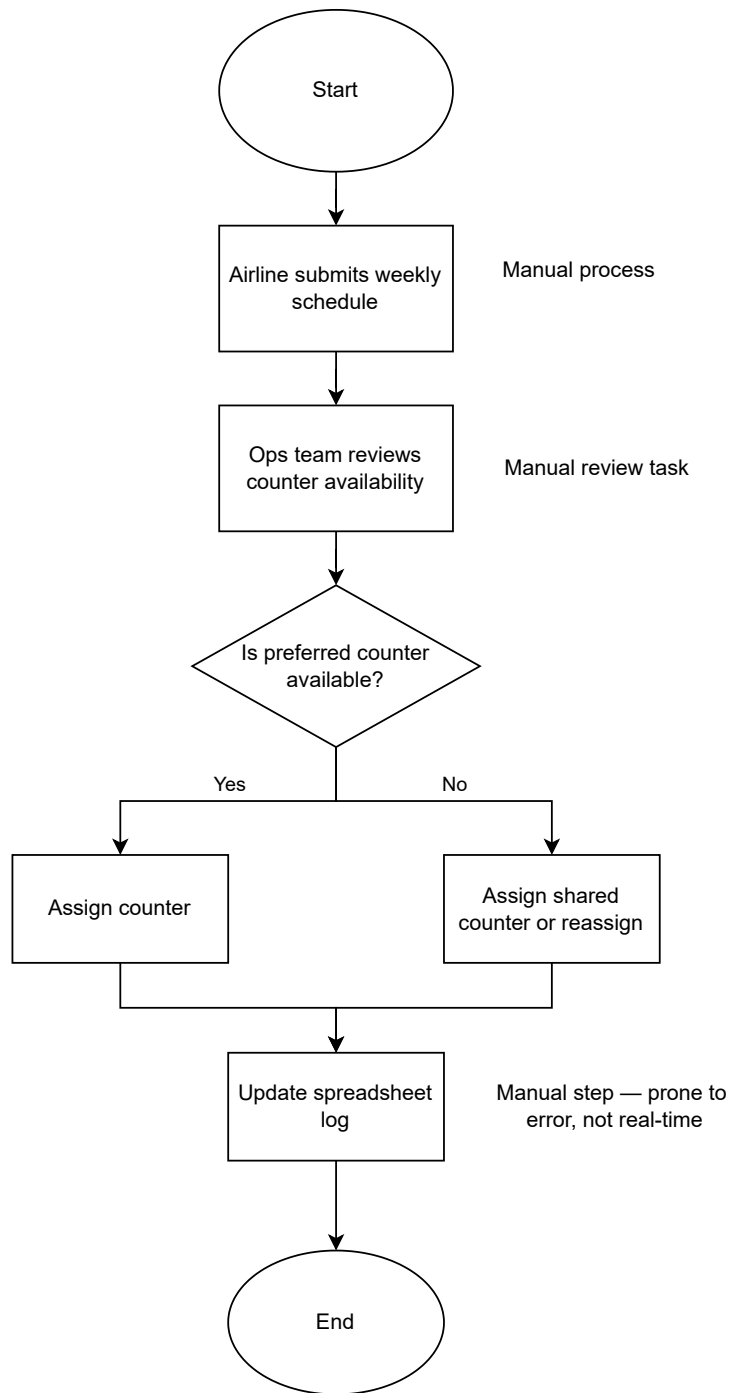 Start
Airline submits weekly
schedule
Manual process
Ops team reviews
counter availability
Manual review task
Is preferred counter
available?
Yes
No
Assign counter
Assign shared
counter or reassign
Update spreadsheet
log
Manual step — prone to
error, not real-time
End